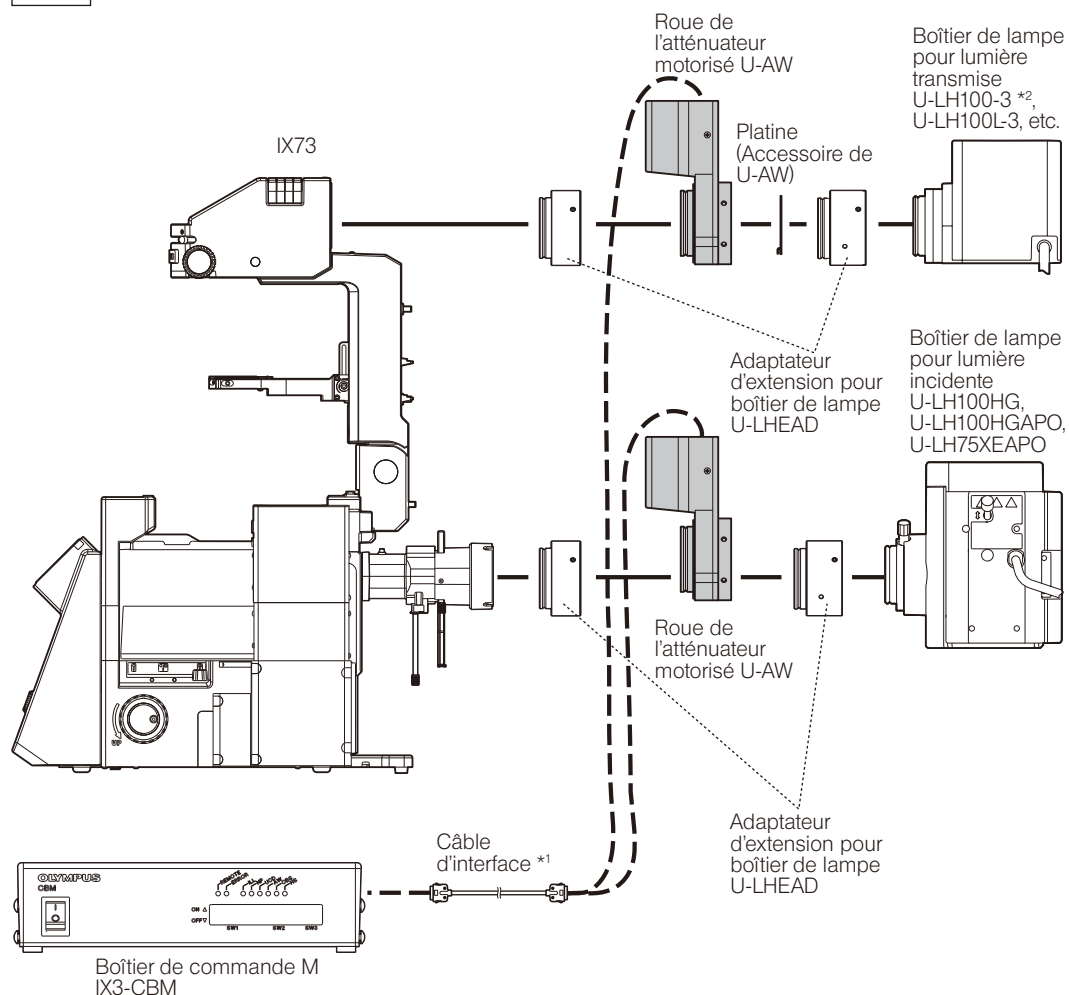 Roue de
l'atténuateur
motorisé U-AW
Boîtier de lampe
pour lumière
transmise
U-LH100-3 *2,
U-LH100L-3, etc.
IX73
Platine
(Accessoire de
U-AW)
Adaptateur
d'extension pour
boîtier de lampe
U-LHEAD
Boîtier de lampe
pour lumière
incidente
U-LH100HG,
U-LH100HGAPO,
U-LH75XEAPO
Roue de
l'atténuateur
motorisé U-AW
UP
Adaptateur
d'extension pour
boîtier de lampe
U-LHEAD
Câble
d'interface *1
OLYMPUS
CBM
REMOTE
ERROR
ON △
OFF ▽
SW1 SW2 SW3
Boîtier de commande M
IX3-CBM